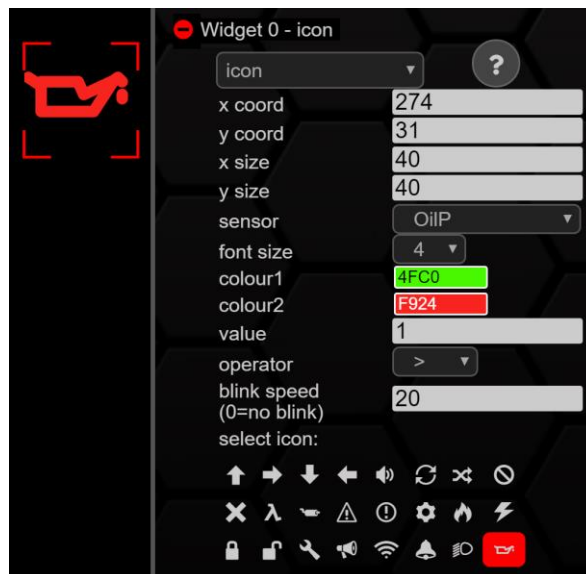 Widget 0 - icon
icon
?
x coord 274
y coord 31
x size 40
y size 40
sensor OilP
font size 4
colour1 4FC0
colour2 F924
value 1
operator >
blink speed
(0=no blink) 20
select icon:
λ